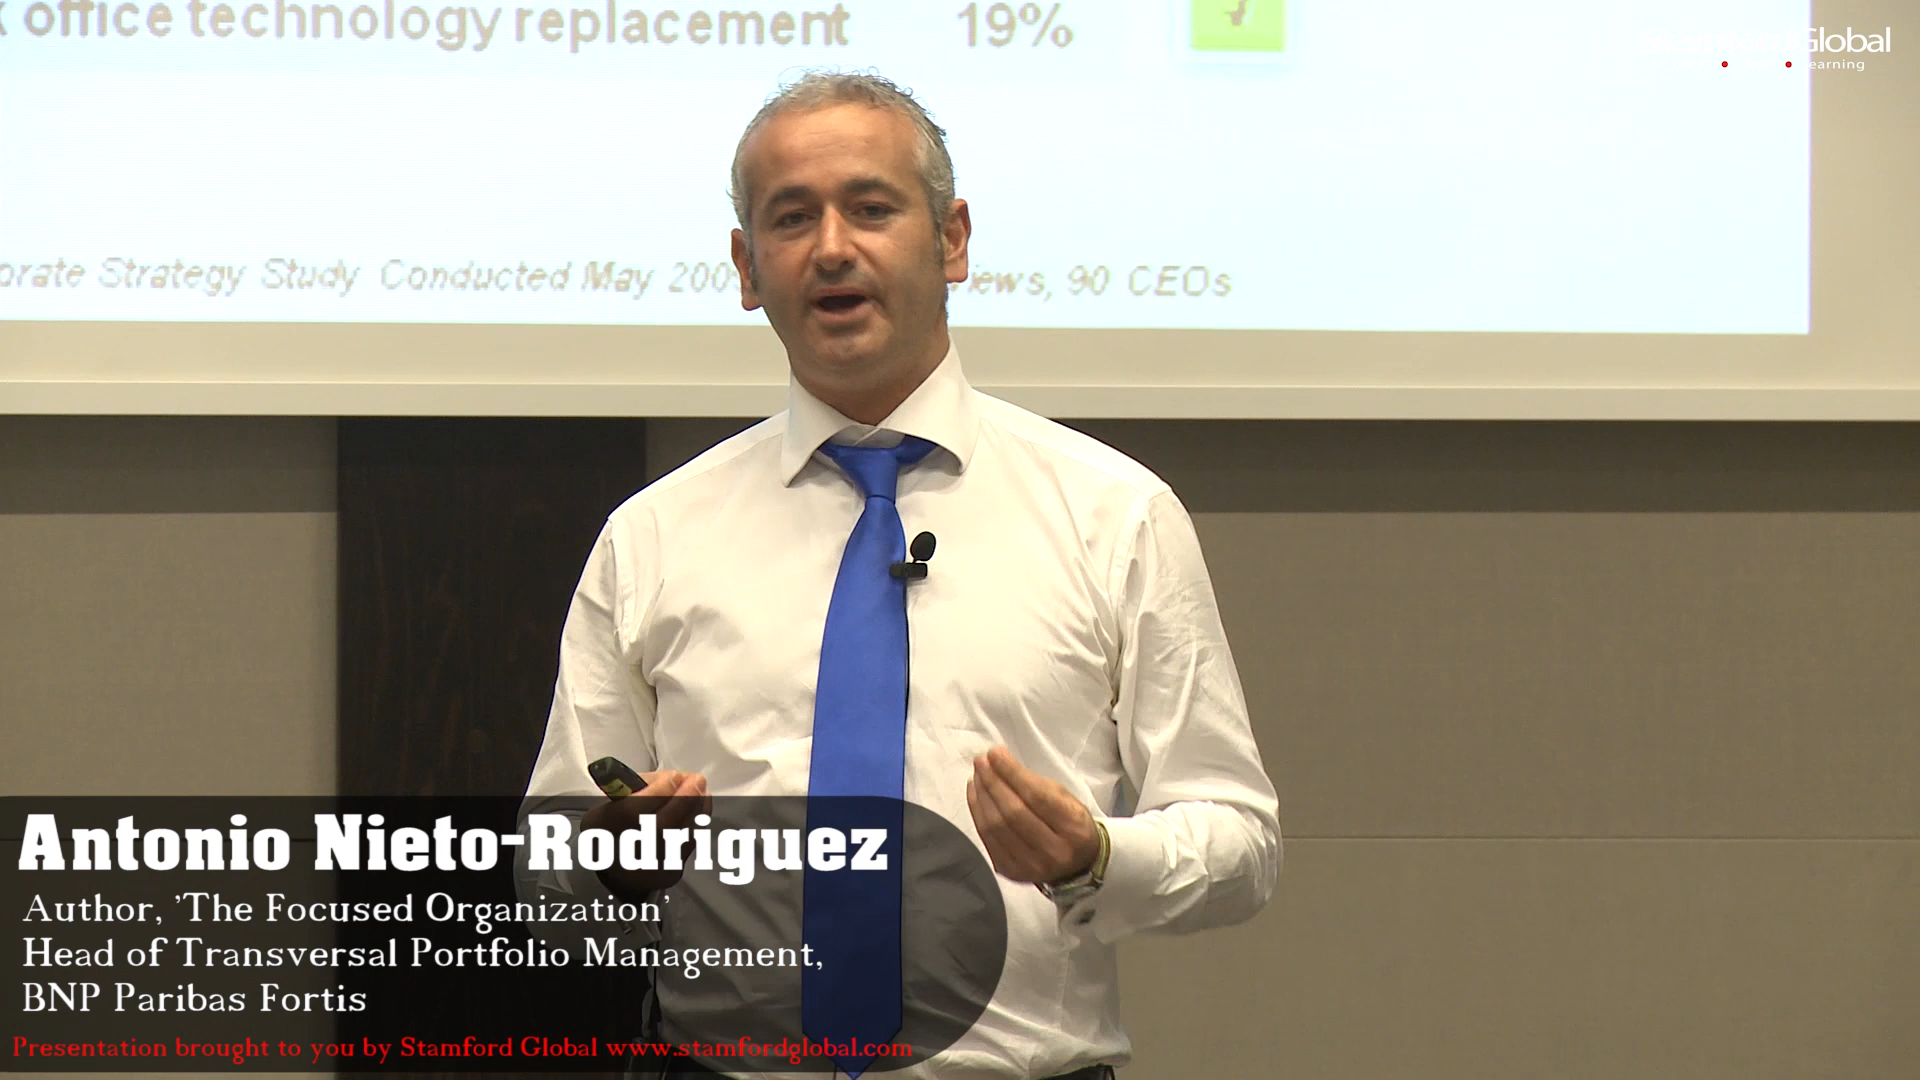 office technology replacement 19%
Global
earning
Strategy Study Conducted May 200 iews, 90 CEOs
Antonio Nieto-Rodriguez
Author, 'The Focused Organization'
Head of Transversal Portfolio Management,
BNP Paribas Fortis
Presentation brought to you by Stamford Global www.stamfordglobal.com